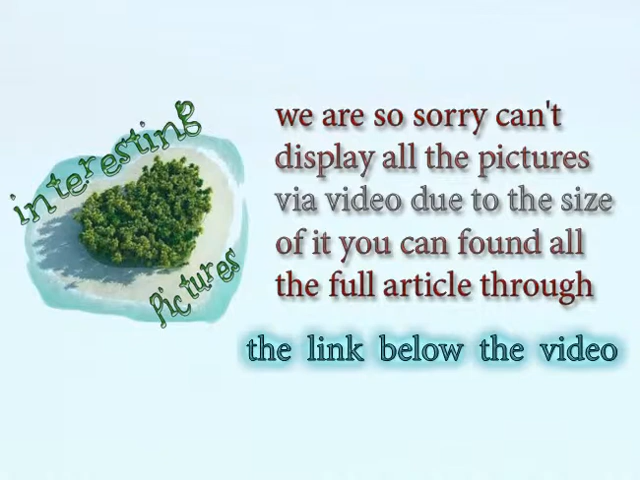 interesting
pictures
we are so sorry can't
display all the pictures
via video due to the size
of it you can found all
the full article through
the link below the video